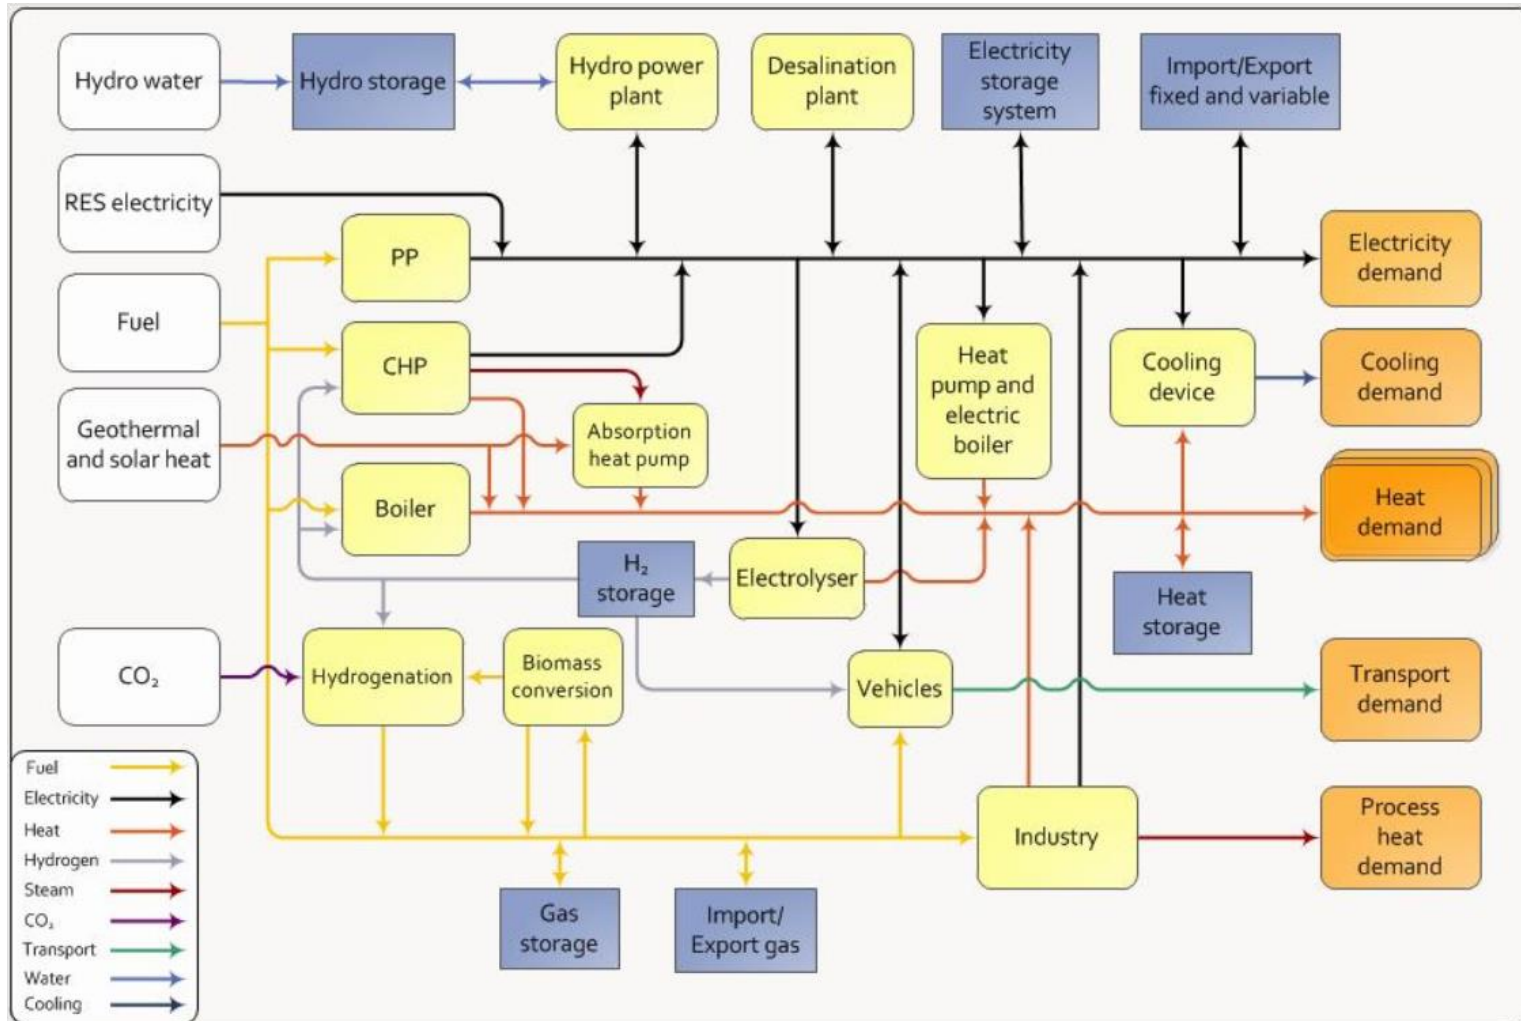 Hydro water
Hydro storage
Hydro power
plant
Desalination
plant
Electricity
storage
system
Import/Export
fixed and variable
RES electricity
PP
Electricity
demand
Fuel
CHP
Heat
pump and
electric
boiler
Cooling
device
Cooling
demand
Geothermal
and solar heat
Absorption
heat pump
Boiler
Heat
demand
H₂
storage
Electrolyser
Heat
storage
CO₂
Hydrogenation
Biomass
conversion
Vehicles
Transport
demand
Industry
Process
heat
demand
Gas
storage
Import/
Export gas
Fuel
Electricity
Heat
Hydrogen
Steam
CO₂
Transport
Water
Cooling